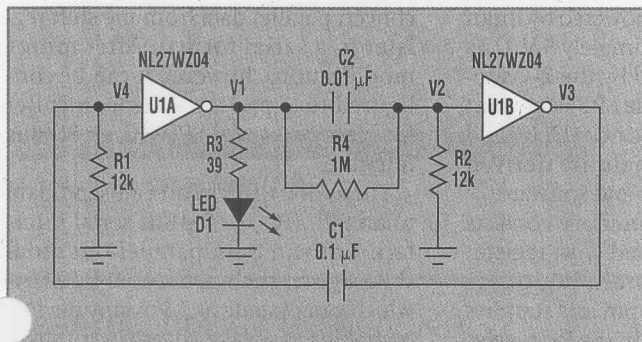 NL27WZ04
V4
U1A
V1
C2
0.01 µF
V2
NL27WZ04
U1B
V3
R1
12k
R3
39
R4
1M
R2
12k
LED
D1
C1
0.1 µF